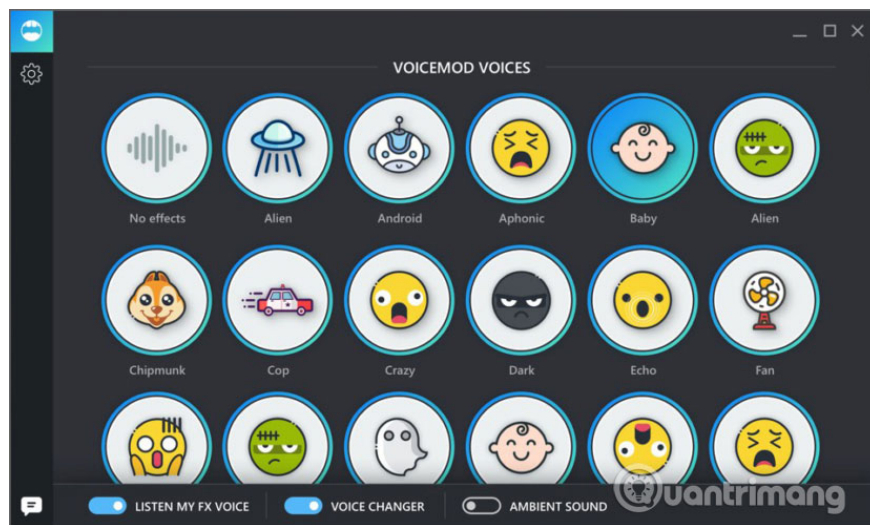 VOICEMOD VOICES
No effects Alien Android Aphonic Baby Alien
Chipmunk Cop Crazy Dark Echo Fan
LISTEN MY FX VOICE VOICE CHANGER AMBIENT SOUND
Quantrimang